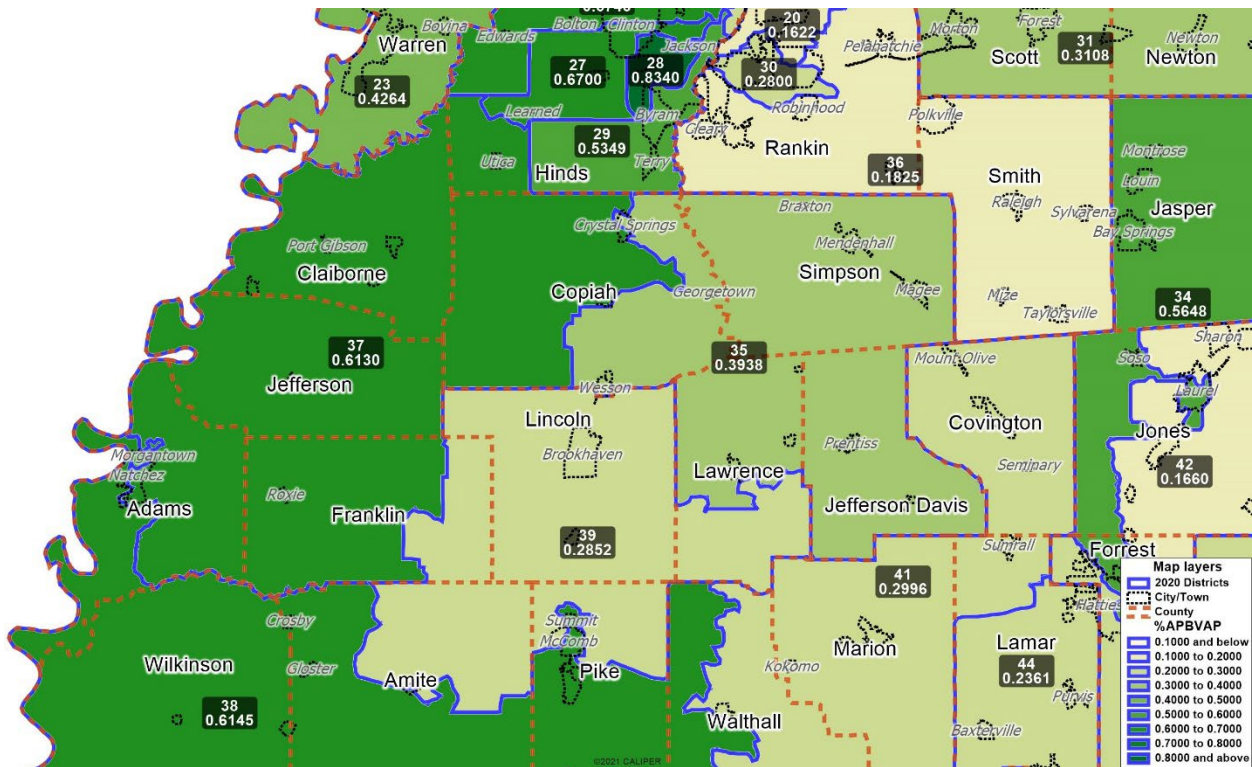 Bovina
Edwards
Bolton
Clinton
Warren
Jackson
20
0.1622
Pelahatchie
Morton
Forest
31
0.3108
Newton
Scott
Newton
23
0.4264
27
0.6700
28
0.8340
30
0.2800
Learned
Byram
Cleary
Robinhood
Polkville
29
0.5349
Rankin
Utica
Hinds
Terry
36
0.1825
Smith
Montrose
Louin
Raleigh
Sylvarena
Jasper
Bay Springs
Braxton
Crystal Springs
Mendenhall
Port Gibson
Claiborne
Simpson
Copiah
Georgetown
Magee
Mize
Taylorsville
34
0.5648
37
0.6130
35
0.3938
Sharon
Mount Olive
Soso
Jefferson
Wesson
Laurel
Lincoln
Covington
Jones
Brookhaven
Prentiss
Morgantown
Natchez
Lawrence
Seminary
42
0.1660
Roxie
Adams
Franklin
Jefferson Davis
39
0.2852
Sumrall
Forrest
41
0.2996
Hatties
Crosby
Summit
McComb
Wilkinson
Gloster
Amite
Pike
Kokomo
Marion
Lamar
44
0.2361
Purvis
38
0.6145
Walthall
Baxterville
©2021 CALIPER
Map layers
2020 Districts
City/Town
County
%APBVAP
0.1000 and below
0.1000 to 0.2000
0.2000 to 0.3000
0.3000 to 0.4000
0.4000 to 0.5000
0.5000 to 0.6000
0.6000 to 0.7000
0.7000 to 0.8000
0.8000 and above